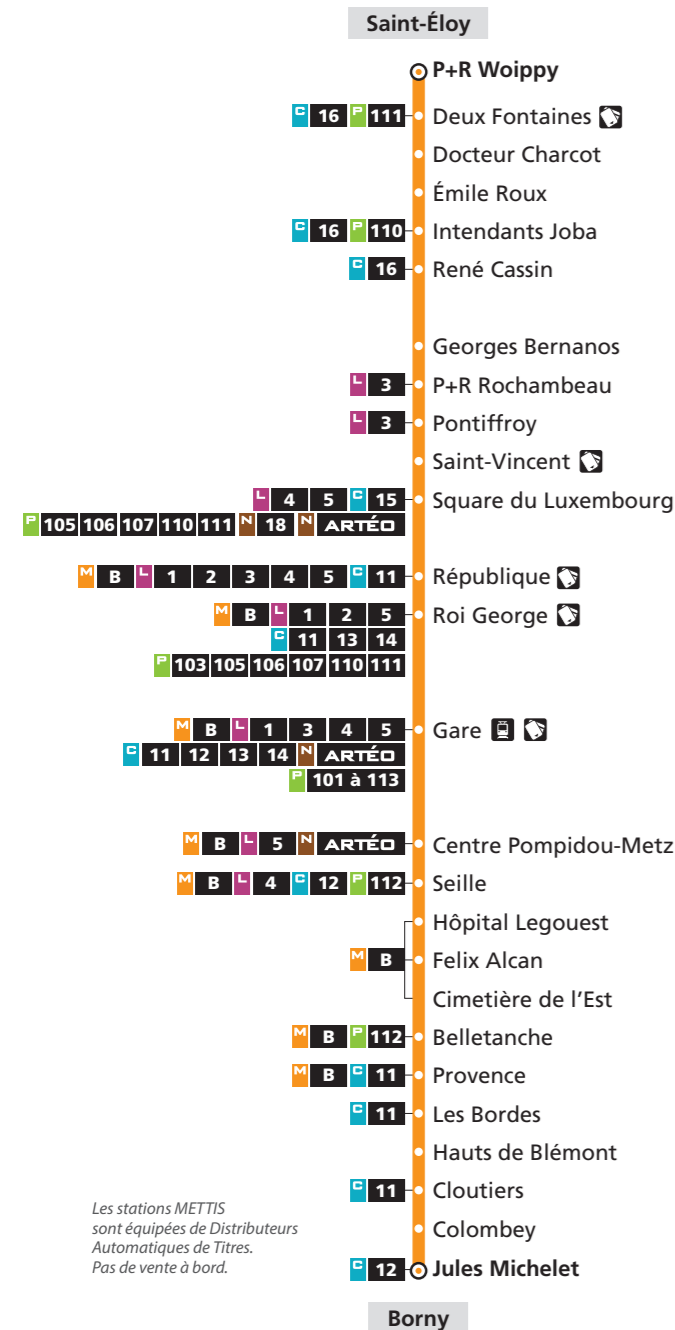 Saint-Éloy
P+R Woippy
C 16 P 111 Deux Fontaines
Docteur Charcot
Émile Roux
C 16 P 110 Intendants Joba
C 16 René Cassin
Georges Bernanos
L 3 P+R Rochambeau
L 3 Pontiffroy
Saint-Vincent
L 4 5 C 15 Square du Luxembourg
P 105 106 107 110 111 N 18 N ARTÉO
M B L 1 2 3 4 5 C 11 République
M B L 1 2 5 Roi George
C 11 13 14
P 103 105 106 107 110 111
M B L 1 3 4 5 Gare
C 11 12 13 14 N ARTÉO
P 101 à 113
M B L 5 N ARTÉO Centre Pompidou-Metz
M B L 4 C 12 P 112 Seille
Hôpital Legouest
M B Felix Alcan
Cimetière de l'Est
M B P 112 Belletanche
M B C 11 Provence
C 11 Les Bordes
Hauts de Blémont
C 11 Cloutiers
Colombey
C 12 Jules Michelet
Les stations METTIS
sont équipées de Distributeurs
Automatiques de Titres.
Pas de vente à bord.
Borny